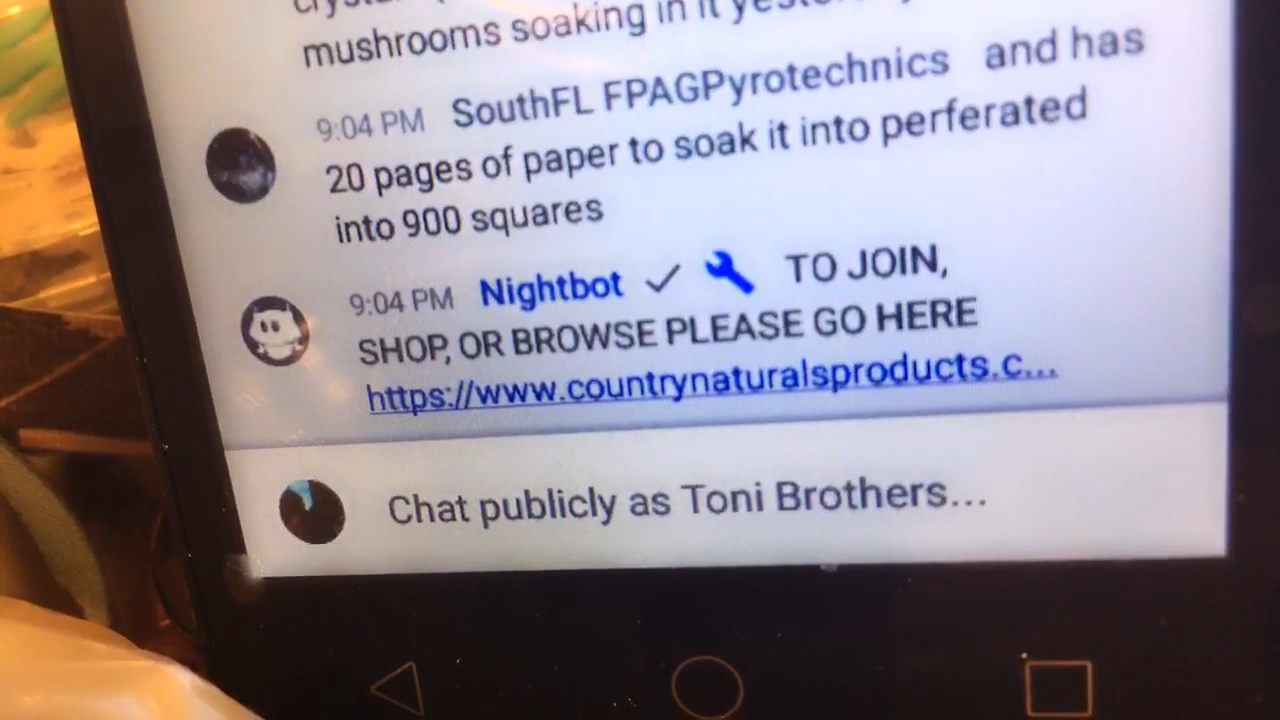 mushrooms soaking in it
9:04 PM SouthFL FPAGPyrotechnics and has
20 pages of paper to soak it into perferated
into 900 squares
9:04 PM Nightbot TO JOIN,
SHOP, OR BROWSE PLEASE GO HERE
https://www.countrynaturalsproducts.c...
Chat publicly as Toni Brothers...